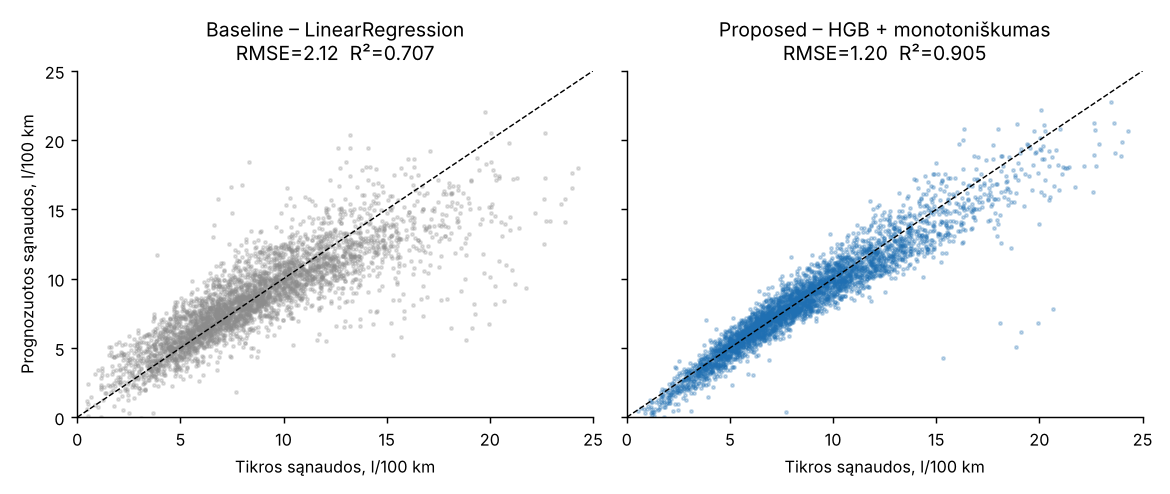 Baseline – LinearRegression
RMSE=2.12 R²=0.707
Proposed – HGB + monotoniškumas
RMSE=1.20 R²=0.905
Prognozuotos sąnaudos, l/100 km
25
20
15
10
5
0
0 5 10 15 20 25
0 5 10 15 20 25
Tikros sąnaudos, l/100 km
Tikros sąnaudos, l/100 km